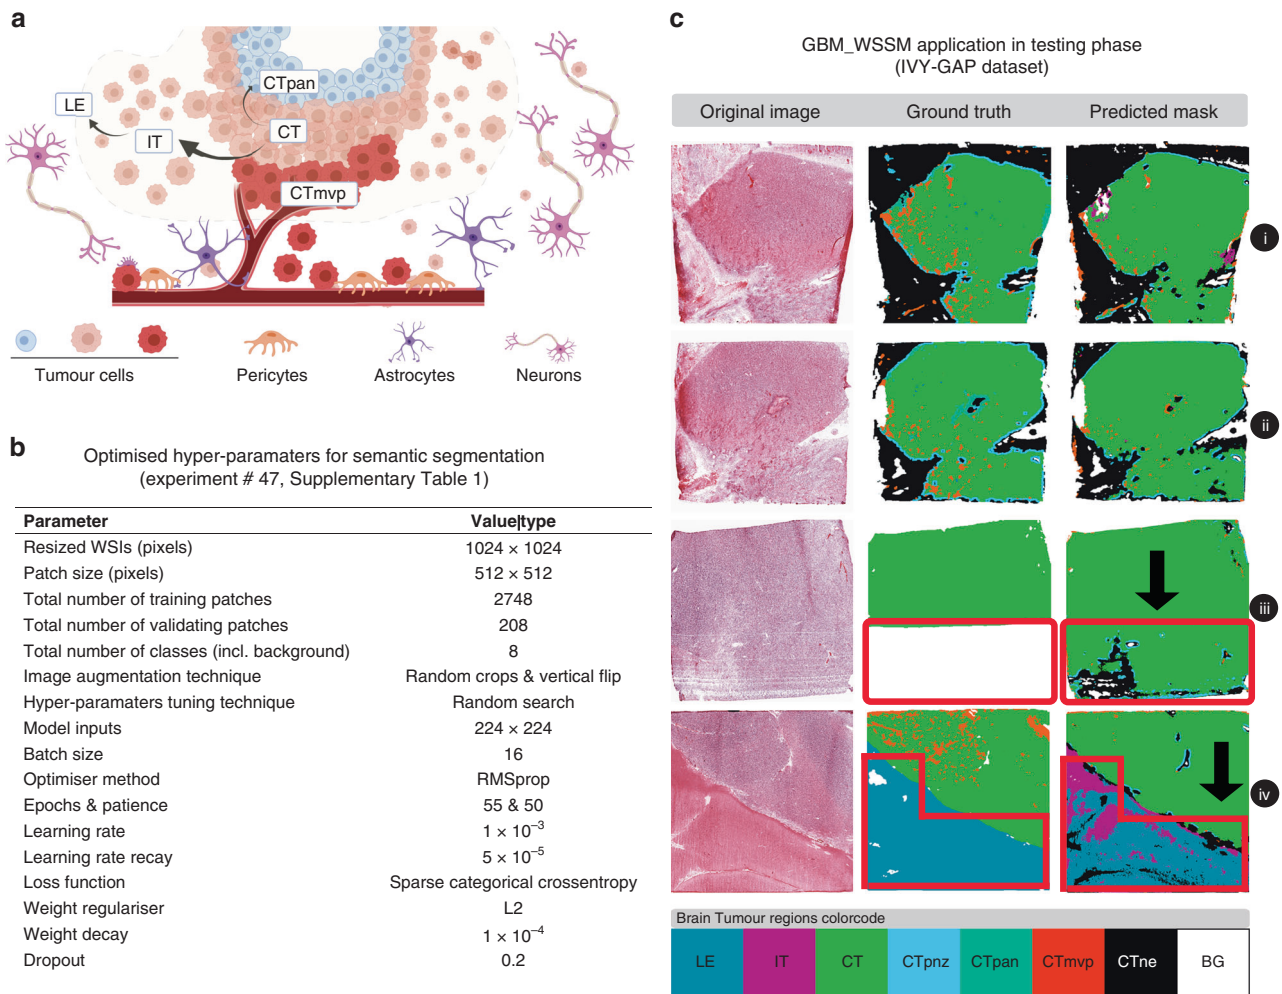 a
CTpan
LE
CT
IT
CTmvp
Tumour cells
Pericytes
Astrocytes
Neurons
b
Optimised hyper-paramaters for semantic segmentation
(experiment # 47, Supplementary Table 1)
Parameter Value|type
Resized WSIs (pixels) 1024 × 1024
Patch size (pixels) 512 × 512
Total number of training patches 2748
Total number of validating patches 208
Total number of classes (incl. background) 8
Image augmentation technique Random crops & vertical flip
Hyper-paramaters tuning technique Random search
Model inputs 224 × 224
Batch size 16
Optimiser method RMSprop
Epochs & patience 55 & 50
Learning rate 1 × 10⁻³
Learning rate recay 5 × 10⁻⁵
Loss function Sparse categorical crossentropy
Weight regulariser L2
Weight decay 1 × 10⁻⁴
Dropout 0.2
c
GBM_WSSM application in testing phase
(IVY-GAP dataset)
Original image Ground truth Predicted mask
i
ii
iii
iv
Brain Tumour regions colorcode
LE IT CT CTpnz CTpan CTmvp CTne BG